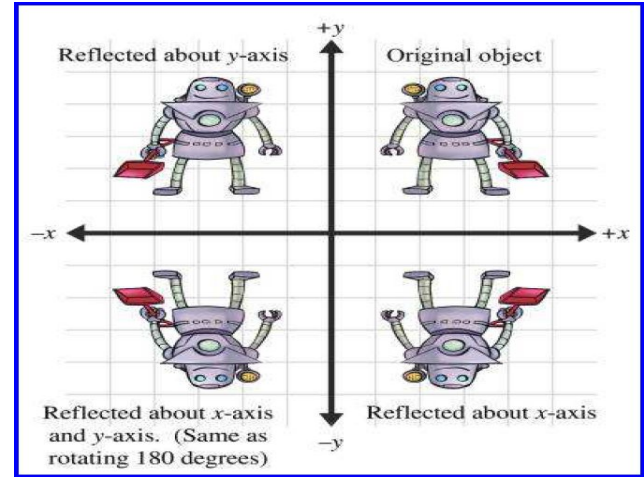 +y
Reflected about y-axis
Original object
–x
+x
Reflected about x-axis
and y-axis. (Same as
rotating 180 degrees)
Reflected about x-axis
–y